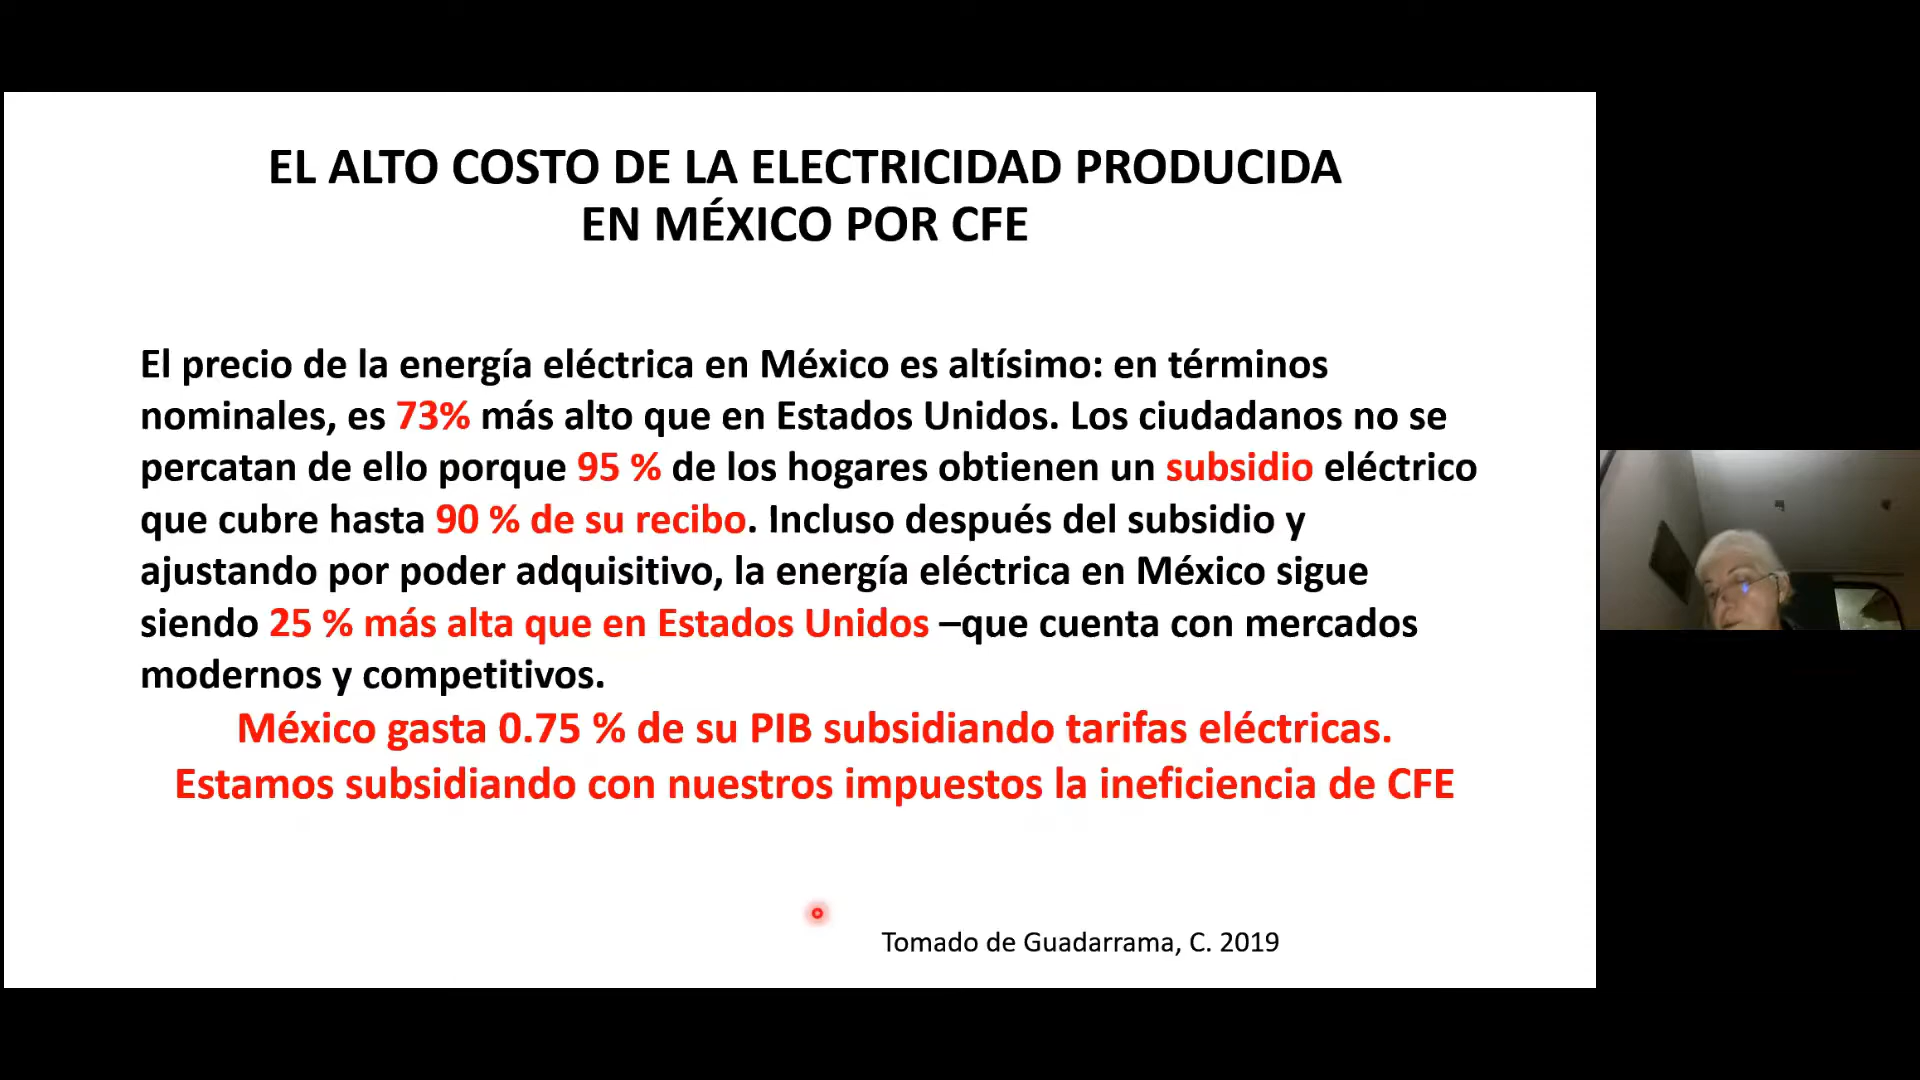 EL ALTO COSTO DE LA ELECTRICIDAD PRODUCIDA
EN MÉXICO POR CFE
El precio de la energía eléctrica en México es altísimo: en términos
nominales, es 73% más alto que en Estados Unidos. Los ciudadanos no se
percatan de ello porque 95 % de los hogares obtienen un subsidio eléctrico
que cubre hasta 90 % de su recibo. Incluso después del subsidio y
ajustando por poder adquisitivo, la energía eléctrica en México sigue
siendo 25 % más alta que en Estados Unidos –que cuenta con mercados
modernos y competitivos.
México gasta 0.75 % de su PIB subsidiando tarifas eléctricas.
Estamos subsidiando con nuestros impuestos la ineficiencia de CFE
Tomado de Guadarrama, C. 2019